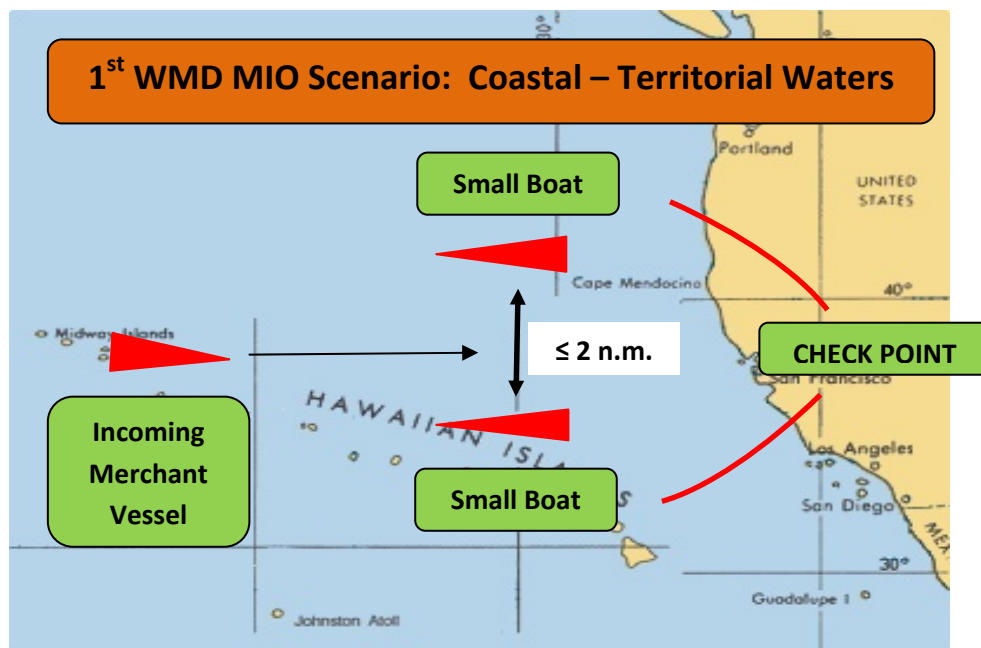 1st WMD MIO Scenario: Coastal – Territorial Waters
30°
Portland
Small Boat
UNITED
STATES
Cape Mendocino
40°
Midway Islands
≤ 2 n.m.
CHECK POINT
San Francisco
HAWAIIAN
Incoming
Merchant
Vessel
Los Angeles
Small Boat
San Diego
30°
Guadalupe I
Johnston Atoll